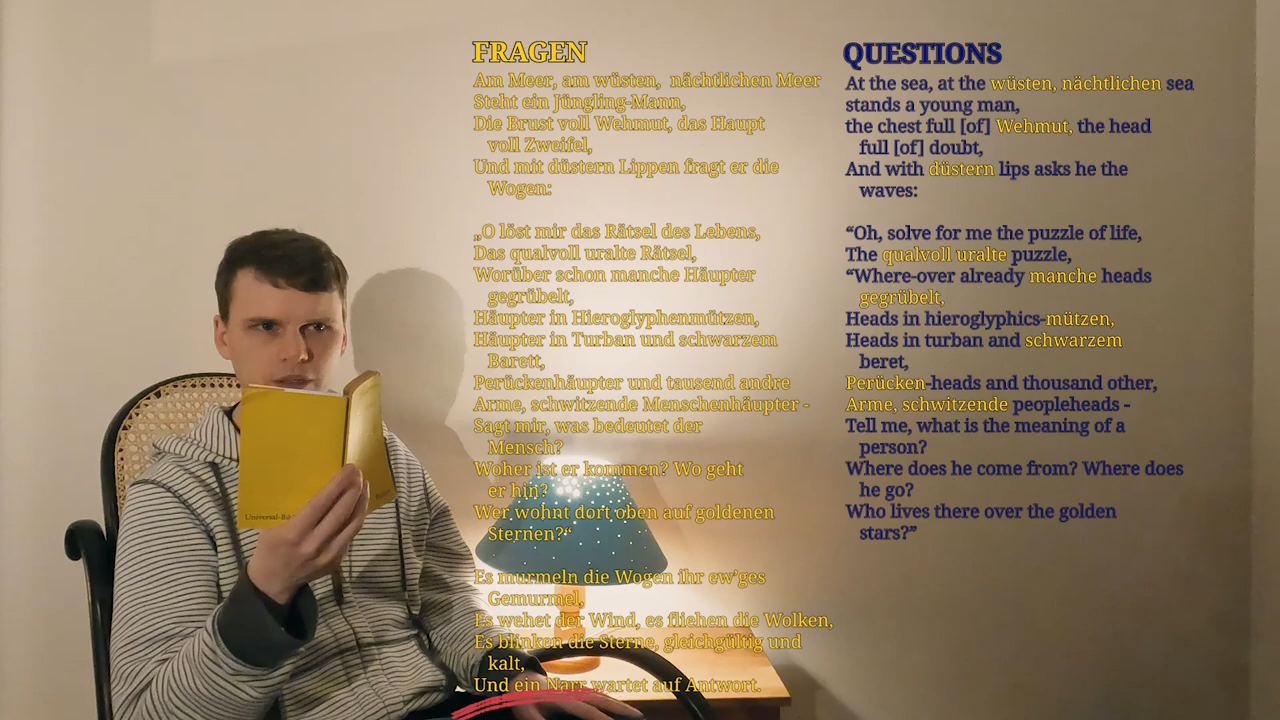 FRAGEN
Am Meer, am wüsten, nächtlichen Meer
Steht ein Jüngling-Mann,
Die Brust voll Wehmut, das Haupt
voll Zweifel,
Und mit düstern Lippen fragt er die
Wogen:
„O löst mir das Rätsel des Lebens,
Das qualvoll uralte Rätsel,
Worüber schon manche Häupter
gegrübelt,
Häupter in Hieroglyphenmützen,
Häupter in Turban und schwarzem
Barett,
Perückenhäupter und tausend andre
Arme, schwitzende Menschenhäupter -
Sagt mir, was bedeutet der
Mensch?
Woher ist er kommen? Wo geht
er hin?
Wer wohnt dort oben auf goldenen
Sternen?“
Es murmeln die Wogen ihr ew'ges
Gemurmel,
Es wehet der Wind, es fliehen die Wolken,
Es blinken die Sterne, gleichgültig und
kalt,
Und ein Narr wartet auf Antwort.
QUESTIONS
At the sea, at the wüsten, nächtlichen sea
stands a young man,
the chest full [of] Wehmut, the head
full [of] doubt,
And with düstern lips asks he the
waves:
“Oh, solve for me the puzzle of life,
The qualvoll uralte puzzle,
“Where-over already manche heads
gegrübelt,
Heads in hieroglyphics-mützen,
Heads in turban and schwarzem
beret,
Perücken-heads and thousand other,
Arme, schwitzende peopleheads -
Tell me, what is the meaning of a
person?
Where does he come from? Where does
he go?
Who lives there over the golden
stars?”